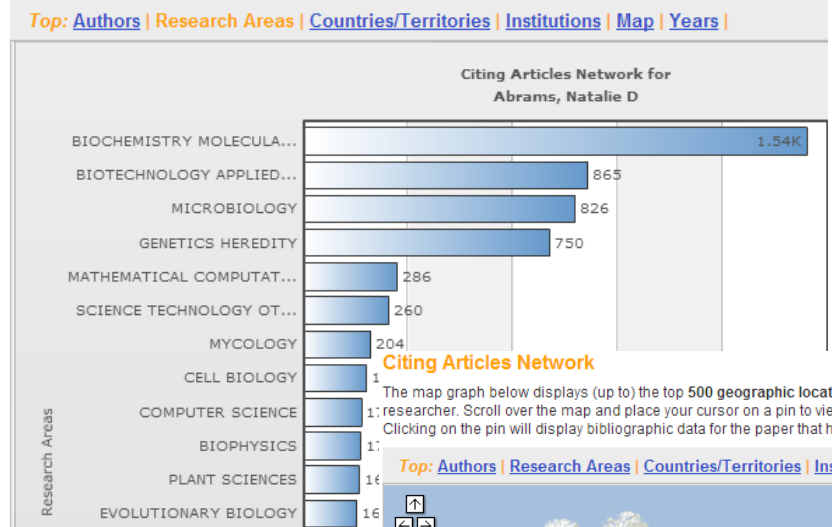 Top: Authors | Research Areas | Countries/Territories | Institutions | Map | Years |
Citing Articles Network for
Abrams, Natalie D
BIOCHEMISTRY MOLECULA... 1.54K
BIOTECHNOLOGY APPLIED... 865
MICROBIOLOGY 826
GENETICS HEREDITY 750
MATHEMATICAL COMPUTAT... 286
SCIENCE TECHNOLOGY OT... 260
MYCOLOGY 204
CELL BIOLOGY
COMPUTER SCIENCE
BIOPHYSICS
PLANT SCIENCES
EVOLUTIONARY BIOLOGY
Research Areas
Citing Articles Network
The map graph below displays (up to) the top 500 geographic locat
researcher. Scroll over the map and place your cursor on a pin to vie
Clicking on the pin will display bibliographic data for the paper that h
Top: Authors | Research Areas | Countries/Territories | Ins